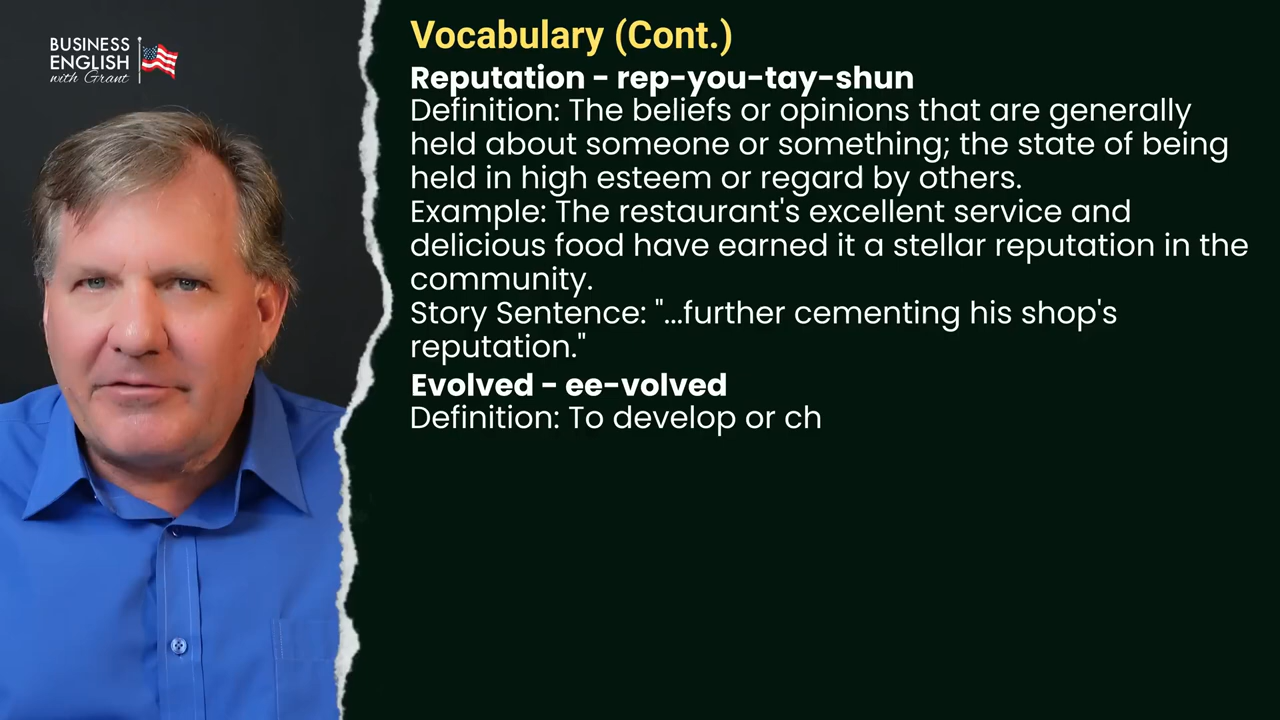 BUSINESS
ENGLISH
with Grant
Vocabulary (Cont.)
Reputation - rep-you-tay-shun
Definition: The beliefs or opinions that are generally
held about someone or something; the state of being
held in high esteem or regard by others.
Example: The restaurant's excellent service and
delicious food have earned it a stellar reputation in the
community.
Story Sentence: "...further cementing his shop's
reputation."
Evolved - ee-volved
Definition: To develop or ch